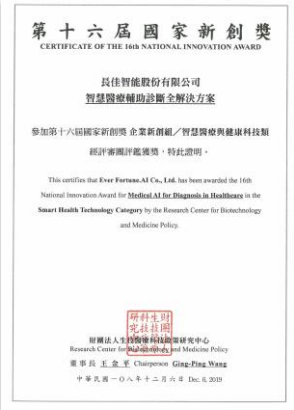 第十六屆國家新創獎
CERTIFICATE OF THE 16th NATIONAL INNOVATION AWARD
長佳智能股份有限公司
智慧醫療輔助診斷全解決方案
參加第十六屆國家新創獎 企業新創組／智慧醫療與健康科技類
經評審團評鑑獲獎，特此證明。
This certifies that Ever Fortune.AI Co., Ltd. has been awarded the 16th
National Innovation Award for Medical AI for Diagnosis in Healthcare in the
Smart Health Technology Category by the Research Center for Biotechnology
and Medicine Policy.
財團法人生技醫療科技政策研究中心
Research Center for Biotechnology and Medicine Policy
董事長 王金平 Chairperson Ging-Ping Wang
中華民國一〇八年十二月六日 Dec. 6, 2019